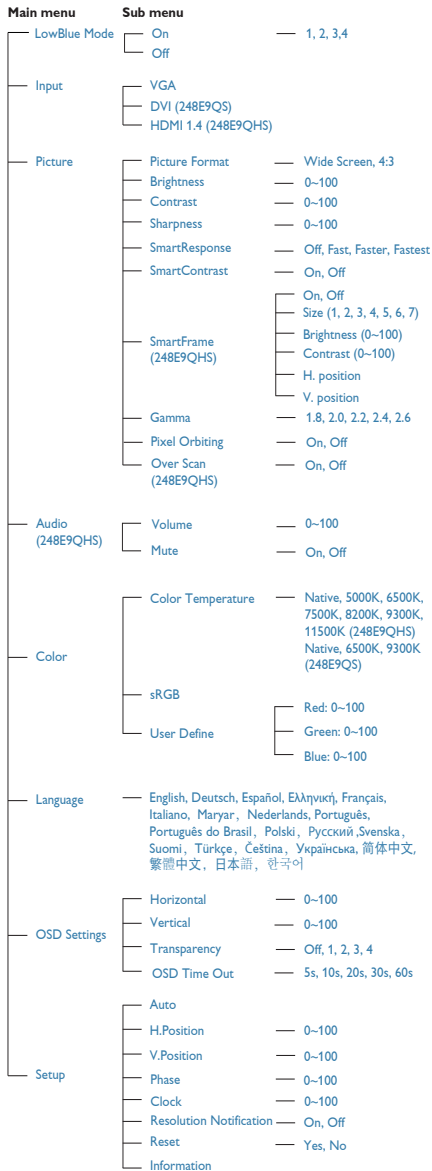 Main menu Sub menu
LowBlue Mode On 1, 2, 3,4
Off
Input VGA
DVI (248E9QS)
HDMI 1.4 (248E9QHS)
Picture Picture Format Wide Screen, 4:3
Brightness 0~100
Contrast 0~100
Sharpness 0~100
SmartResponse Off, Fast, Faster, Fastest
SmartContrast On, Off
SmartFrame
(248E9QHS)
On, Off
Size (1, 2, 3, 4, 5, 6, 7)
Brightness (0~100)
Contrast (0~100)
H. position
V. position
Gamma 1.8, 2.0, 2.2, 2.4, 2.6
Pixel Orbiting On, Off
Over Scan On, Off
(248E9QHS)
Audio Volume 0~100
(248E9QHS)
Mute On, Off
Color
Color Temperature Native, 5000K, 6500K,
7500K, 8200K, 9300K,
11500K (248E9QHS)
Native, 6500K, 9300K
(248E9QS)
sRGB
User Define
Red: 0~100
Green: 0~100
Blue: 0~100
Language English, Deutsch, Español, Ελληνική, Français,
Italiano, Maryar, Nederlands, Português,
Português do Brasil, Polski, Русский ,Svenska,
Suomi, Türkçe, Čeština, Українська, 简体中文,
繁體中文, 日本語, 한국어
OSD Settings
Horizontal 0~100
Vertical 0~100
Transparency Off, 1, 2, 3, 4
OSD Time Out 5s, 10s, 20s, 30s, 60s
Setup
Auto
H.Position 0~100
V.Position 0~100
Phase 0~100
Clock 0~100
Resolution Notification On, Off
Reset Yes, No
Information